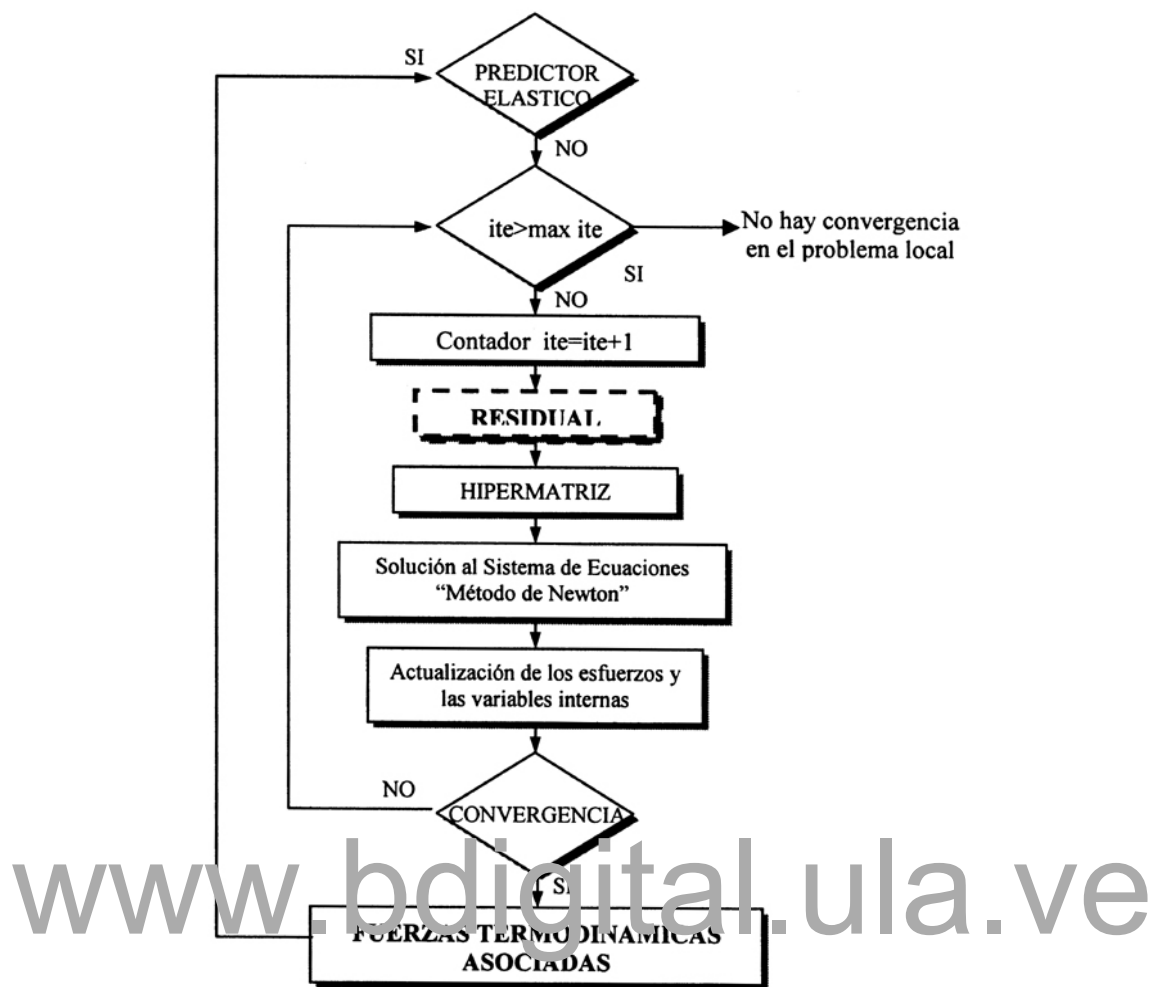 SI
PREDICTOR
ELASTICO
NO
ite>max ite
No hay convergencia
en el problema local
SI
NO
Contador ite=ite+1
RESIDUAL
HIPERMATRIZ
Solución al Sistema de Ecuaciones
“Método de Newton”
Actualización de los esfuerzos y
las variables internas
NO
CONVERGENCIA
SI
www.bdigital.ula.ve
FUERZAS TERMODINAMICAS
ASOCIADAS